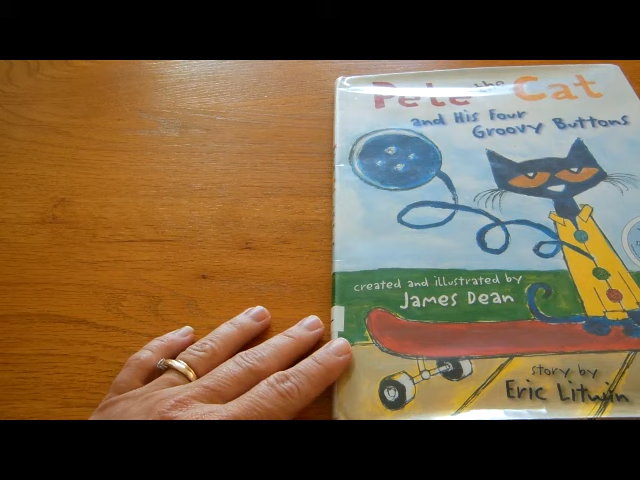 Pete the Cat
and His Four
Groovy Buttons
created and illustrated by
James Dean
story by
Eric Litwin